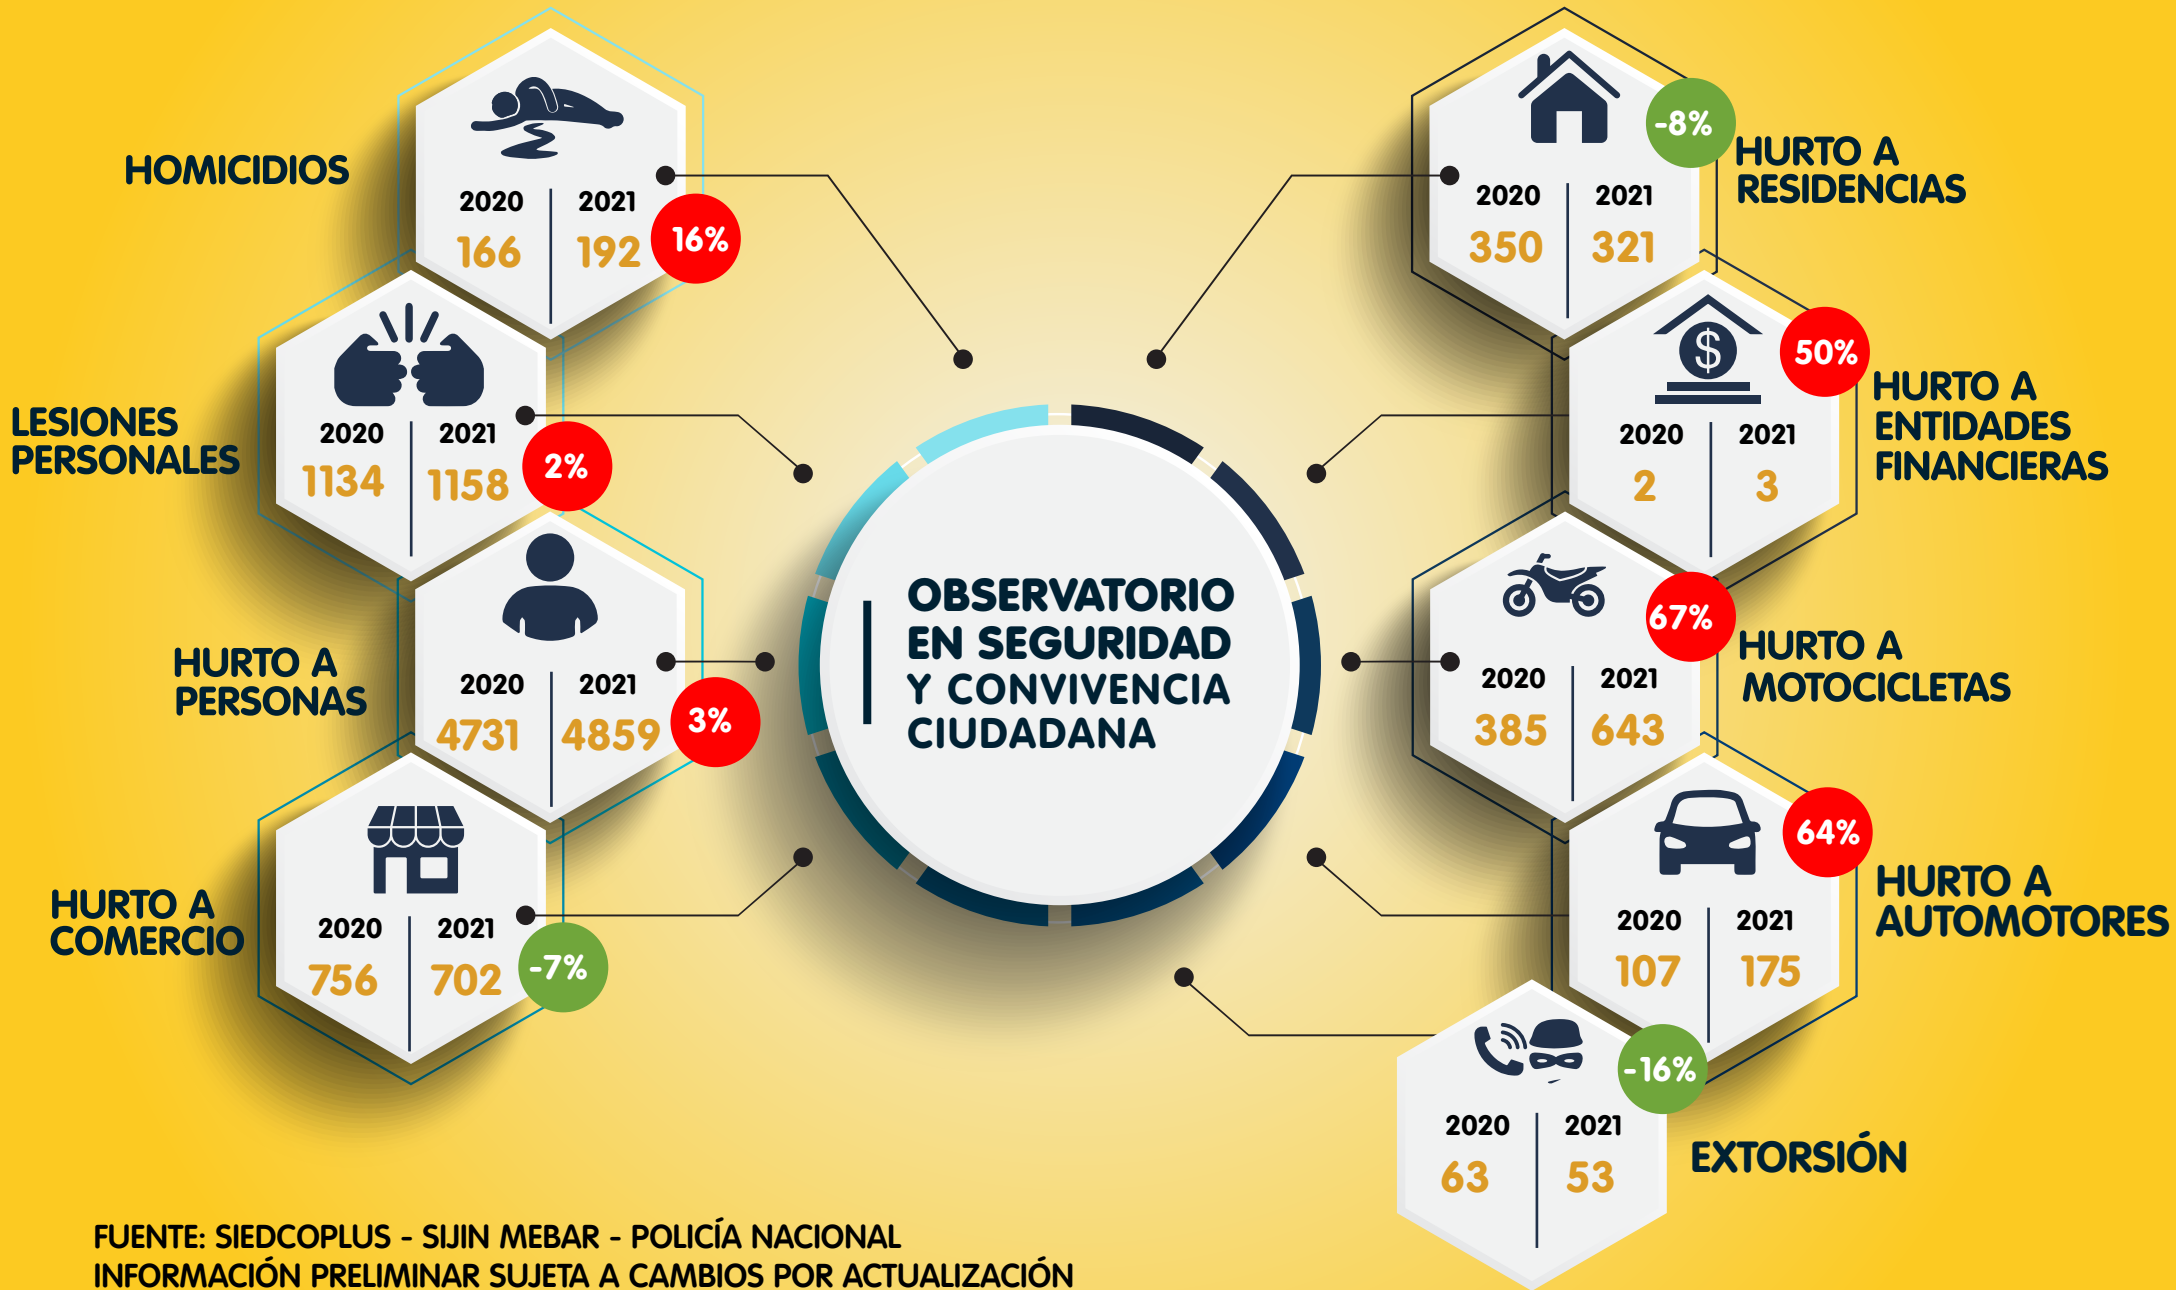 HOMICIDIOS
2020 2021
166 192
16%
LESIONES
PERSONALES
2020 2021
1134 1158
2%
HURTO A
PERSONAS
2020 2021
4731 4859
3%
HURTO A
COMERCIO
2020 2021
756 702
-7%
OBSERVATORIO
EN SEGURIDAD
Y CONVIVENCIA
CIUDADANA
-8%
HURTO A
RESIDENCIAS
2020 2021
350 321
$
50%
HURTO A
ENTIDADES
FINANCIERAS
2020 2021
2 3
67%
HURTO A
MOTOCICLETAS
2020 2021
385 643
64%
HURTO A
AUTOMOTORES
2020 2021
107 175
-16%
2020 2021
63 53
EXTORSIÓN
FUENTE: SIEDCOPLUS - SIJIN MEBAR - POLICÍA NACIONAL
INFORMACIÓN PRELIMINAR SUJETA A CAMBIOS POR ACTUALIZACIÓN